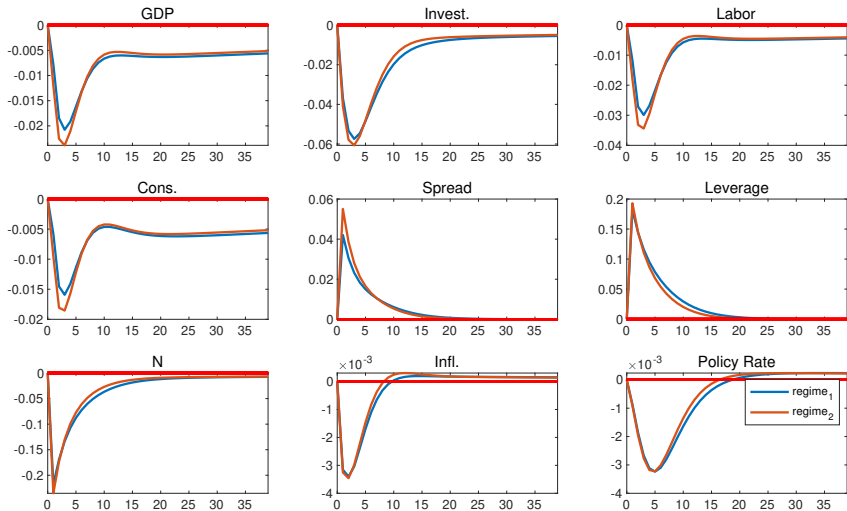 GDP
Invest.
Labor
0
-0.005
-0.01
-0.015
-0.02
0 5 10 15 20 25 30 35
0
-0.02
-0.04
-0.06
0 5 10 15 20 25 30 35
0
-0.01
-0.02
-0.03
-0.04
0 5 10 15 20 25 30 35
Cons.
Spread
Leverage
0
-0.005
-0.01
-0.015
-0.02
0 5 10 15 20 25 30 35
0.06
0.04
0.02
0
0 5 10 15 20 25 30 35
0.2
0.15
0.1
0.05
0
0 5 10 15 20 25 30 35
N
Infl.
Policy Rate
0
-0.05
-0.1
-0.15
-0.2
0 5 10 15 20 25 30 35
×10⁻³
0
-1
-2
-3
-4
0 5 10 15 20 25 30 35
×10⁻³
0
-1
-2
-3
-4
0 5 10 15 20 25 30 35
regime₁
regime₂